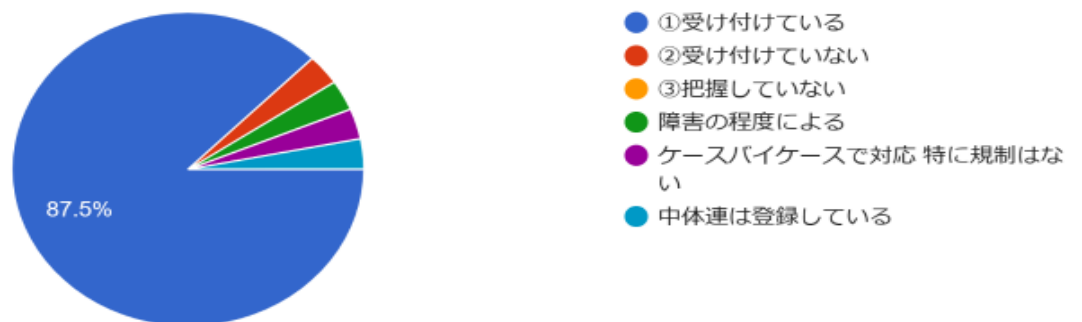 87.5%
①受け付けている
②受け付けていない
③把握していない
障害の程度による
ケースバイケースで対応 特に規制はな
い
中体連は登録している